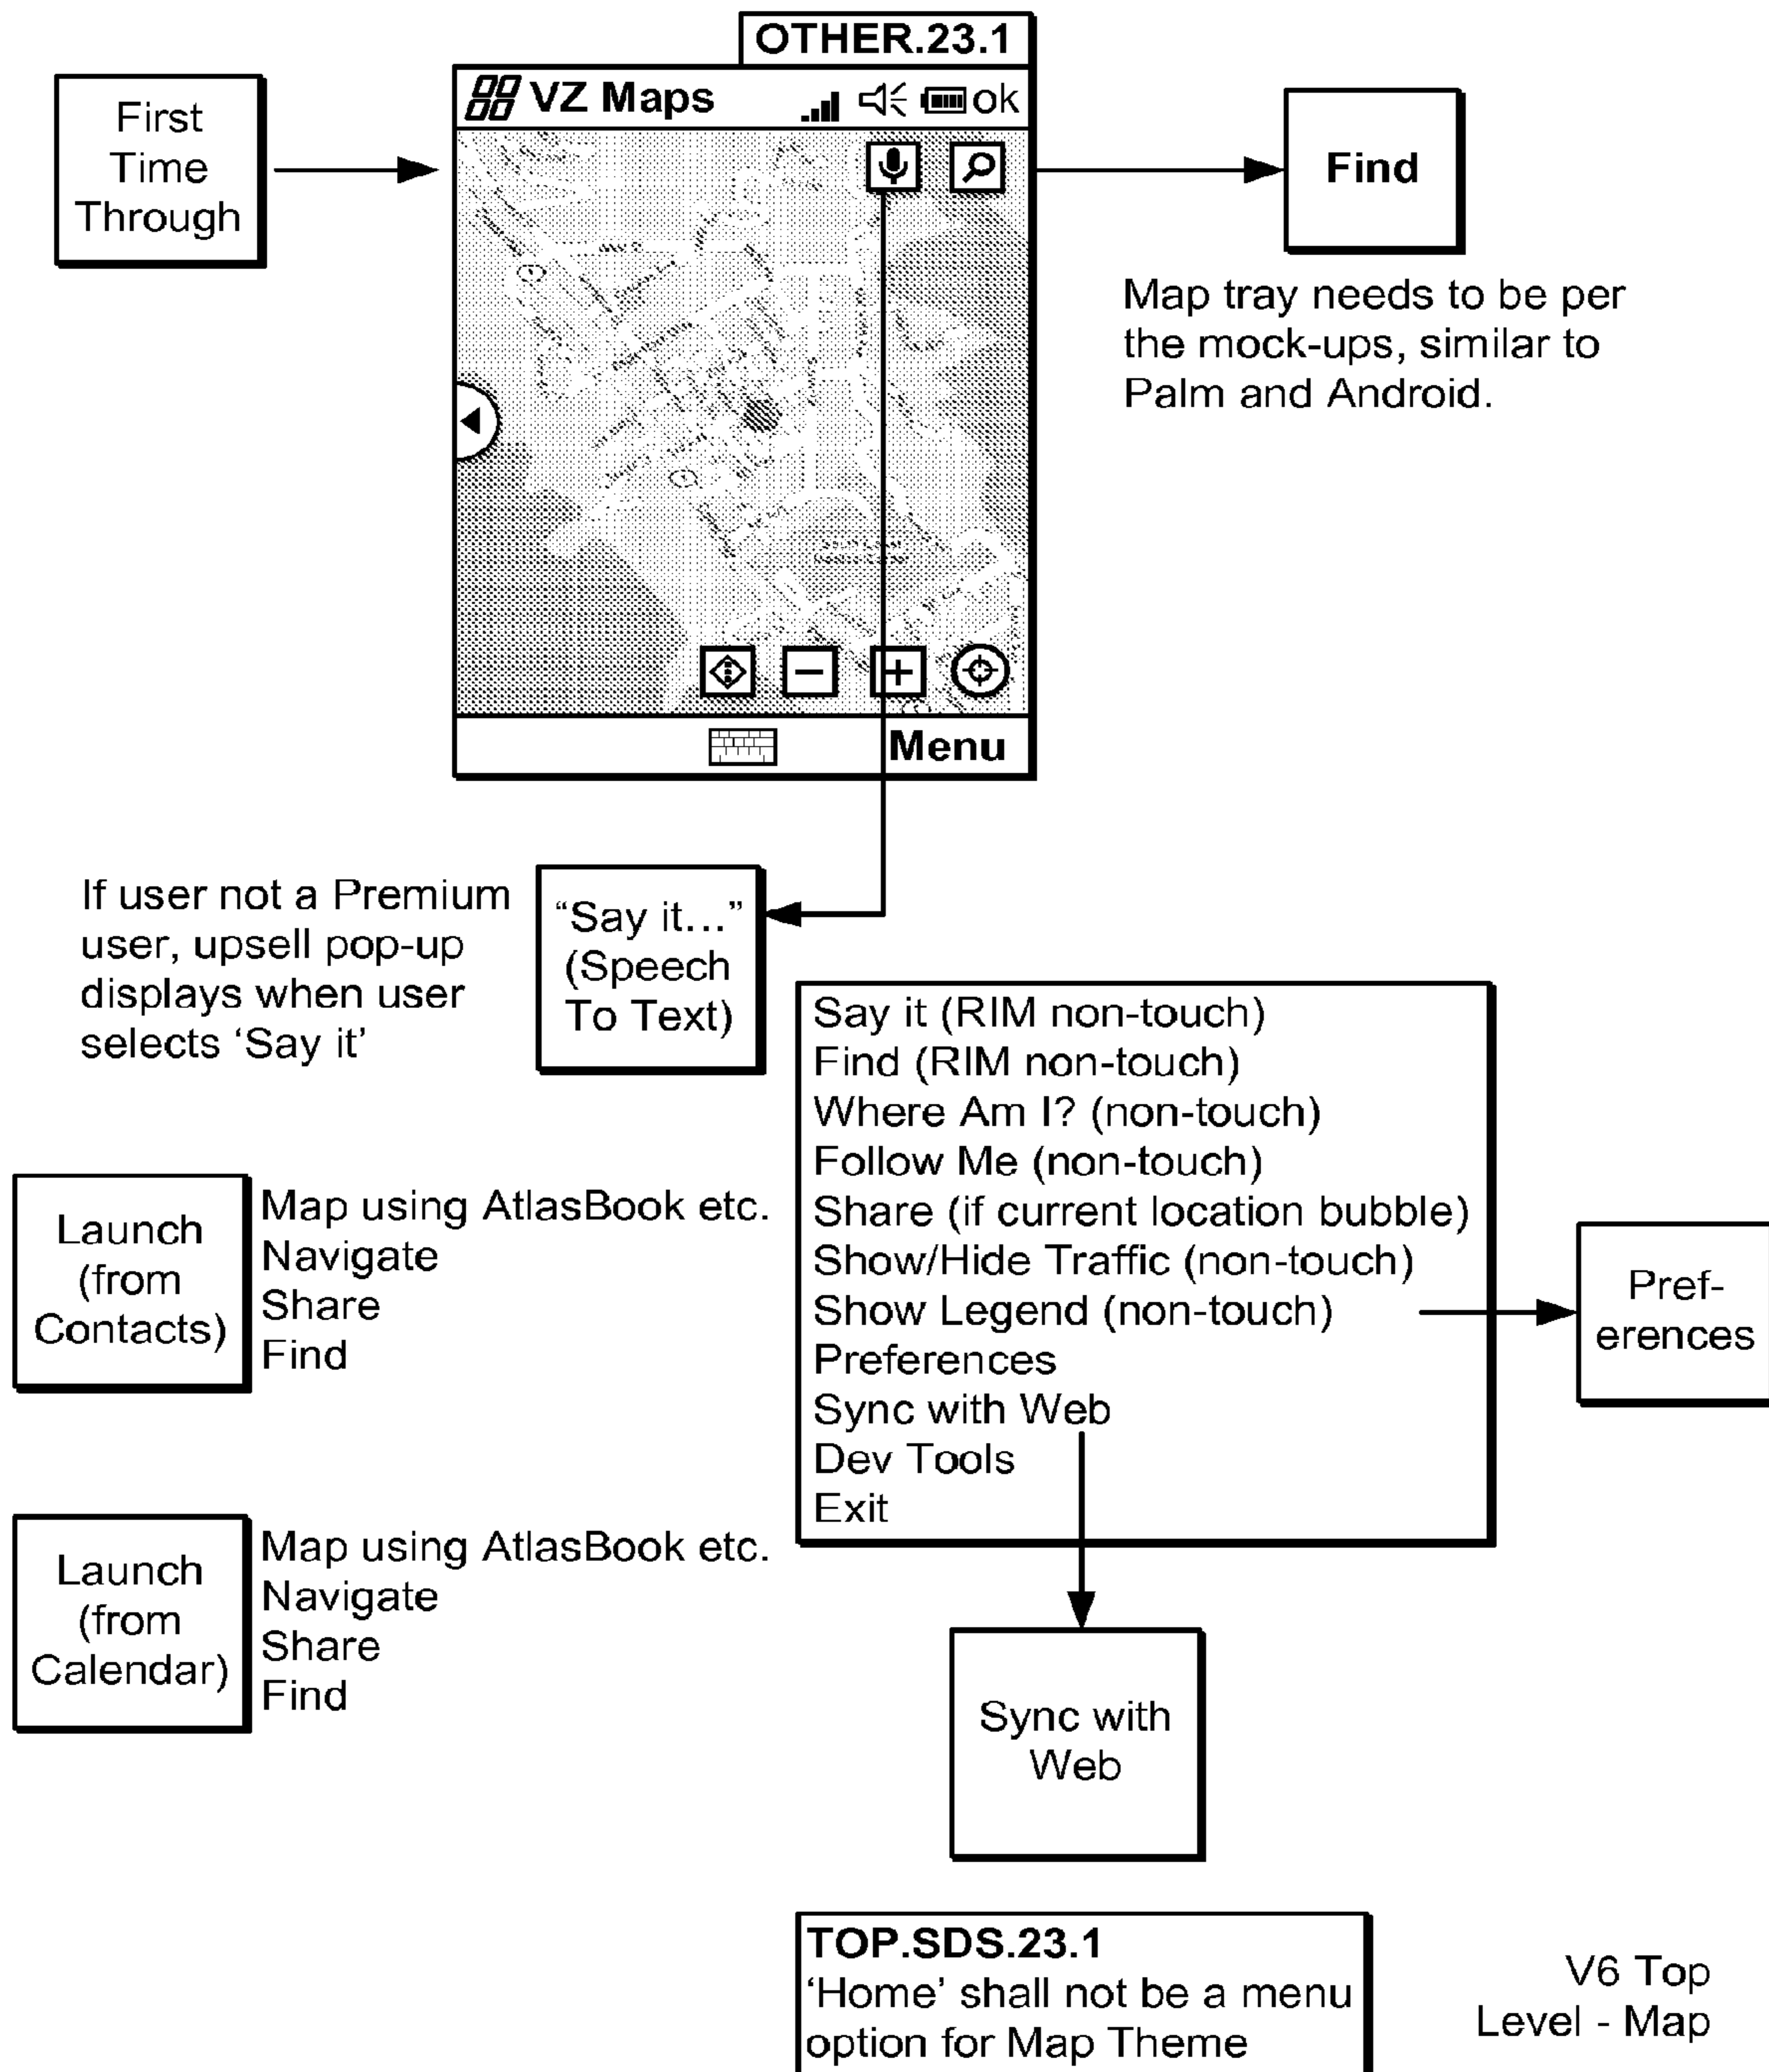 OTHER.23.1
VZ Maps
ok
First
Time
Through
Find
Map tray needs to be per
the mock-ups, similar to
Palm and Android.
Menu
If user not a Premium
user, upsell pop-up
displays when user
selects ‘Say it’
“Say it...”
(Speech
To Text)
Say it (RIM non-touch)
Find (RIM non-touch)
Where Am I? (non-touch)
Follow Me (non-touch)
Share (if current location bubble)
Show/Hide Traffic (non-touch)
Show Legend (non-touch)
Preferences
Sync with Web
Dev Tools
Exit
Pref-
erences
Launch
(from
Contacts)
Map using AtlasBook etc.
Navigate
Share
Find
Launch
(from
Calendar)
Map using AtlasBook etc.
Navigate
Share
Find
Sync with
Web
TOP.SDS.23.1
‘Home’ shall not be a menu
option for Map Theme
V6 Top
Level - Map